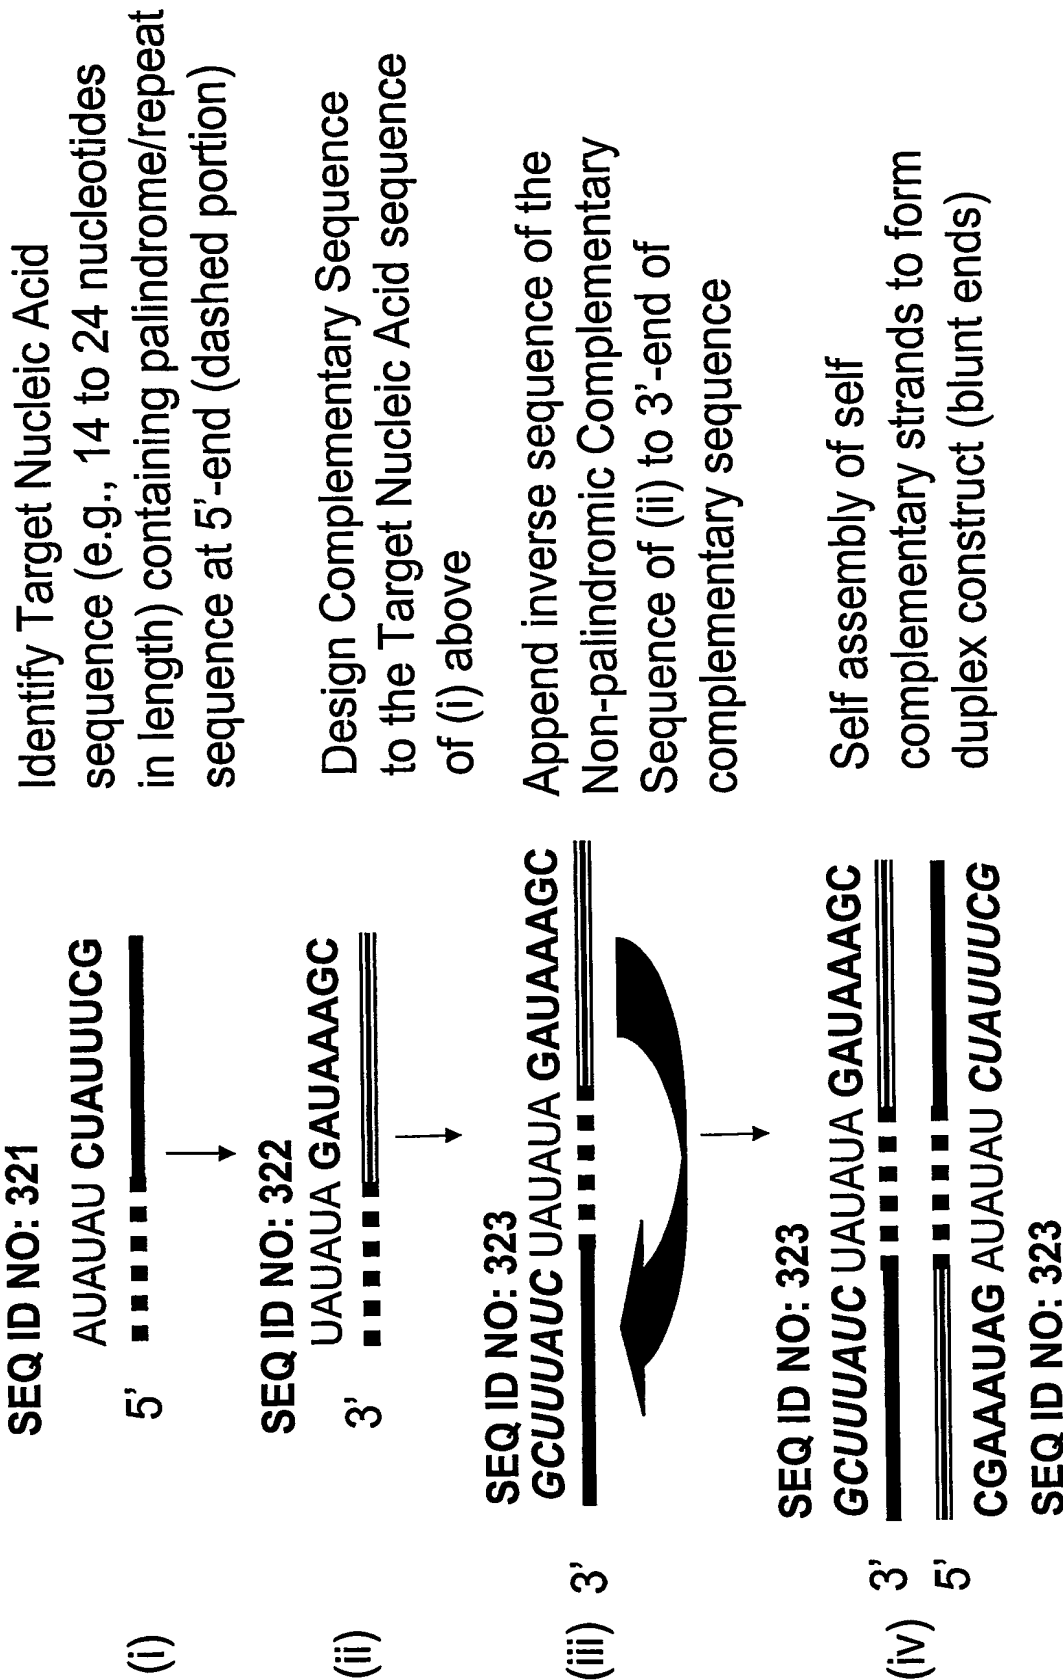 SEQ ID NO: 321
AUAUAU CUAUUUCG
(i) 5'
Identify Target Nucleic Acid
sequence (e.g., 14 to 24 nucleotides
in length) containing palindrome/repeat
sequence at 5'-end (dashed portion)
SEQ ID NO: 322
UAUAUA GAUAAAGC
(ii) 3'
Design Complementary Sequence
to the Target Nucleic Acid sequence
of (i) above
SEQ ID NO: 323
GCUUUAUC UAUAUA GAUAAAGC
(iii) 3'
Append inverse sequence of the
Non-palindromic Complementary
Sequence of (ii) to 3'-end of
complementary sequence
SEQ ID NO: 323
GCUUUAUC UAUAUA GAUAAAGC
(iv) 3'
5'
CGAAAUAG AUAUAU CUAUUUCG
SEQ ID NO: 323
Self assembly of self
complementary strands to form
duplex construct (blunt ends)